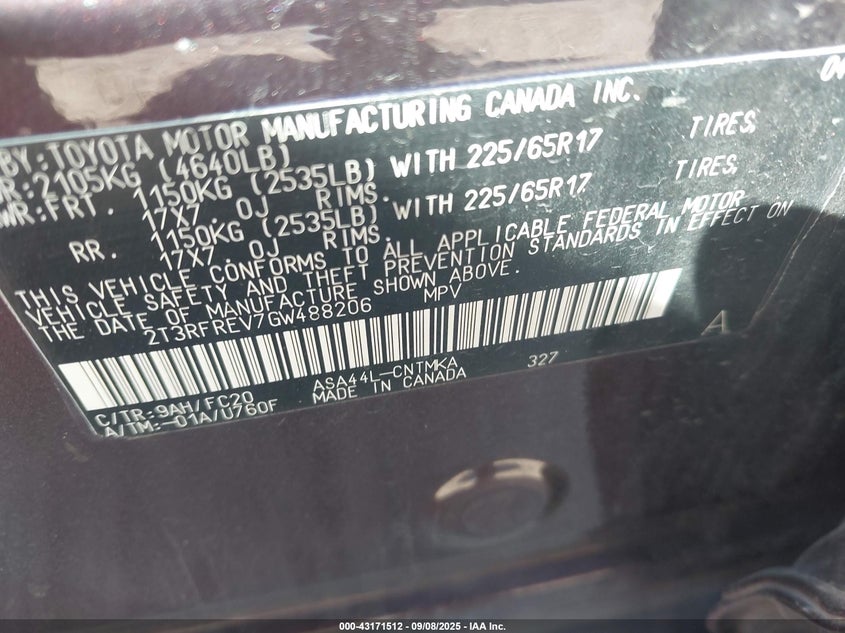 BY: TOYOTA MOTOR MANUFACTURING CANADA INC. 04
R: 2105KG (4640LB)
WR: FRT. 1150KG (2535LB) WITH 225/65R17 TIRES,
17X7 .0J RIMS.
RR. 1150KG (2535LB) WITH 225/65R17 TIRES,
17X7 .0J RIMS.
THIS VEHICLE CONFORMS TO ALL APPLICABLE FEDERAL MOTOR
VEHICLE SAFETY AND THEFT PREVENTION STANDARDS IN EFFECT ON
THE DATE OF MANUFACTURE SHOWN ABOVE.
2T3RFREV7GW488206 MPV
A
C/TR:9AH/FC20 ASA44L-CNTMKA 327
A/TM:-01A/U760F MADE IN CANADA
000-43171512 - 09/08/2025 - IAA Inc.